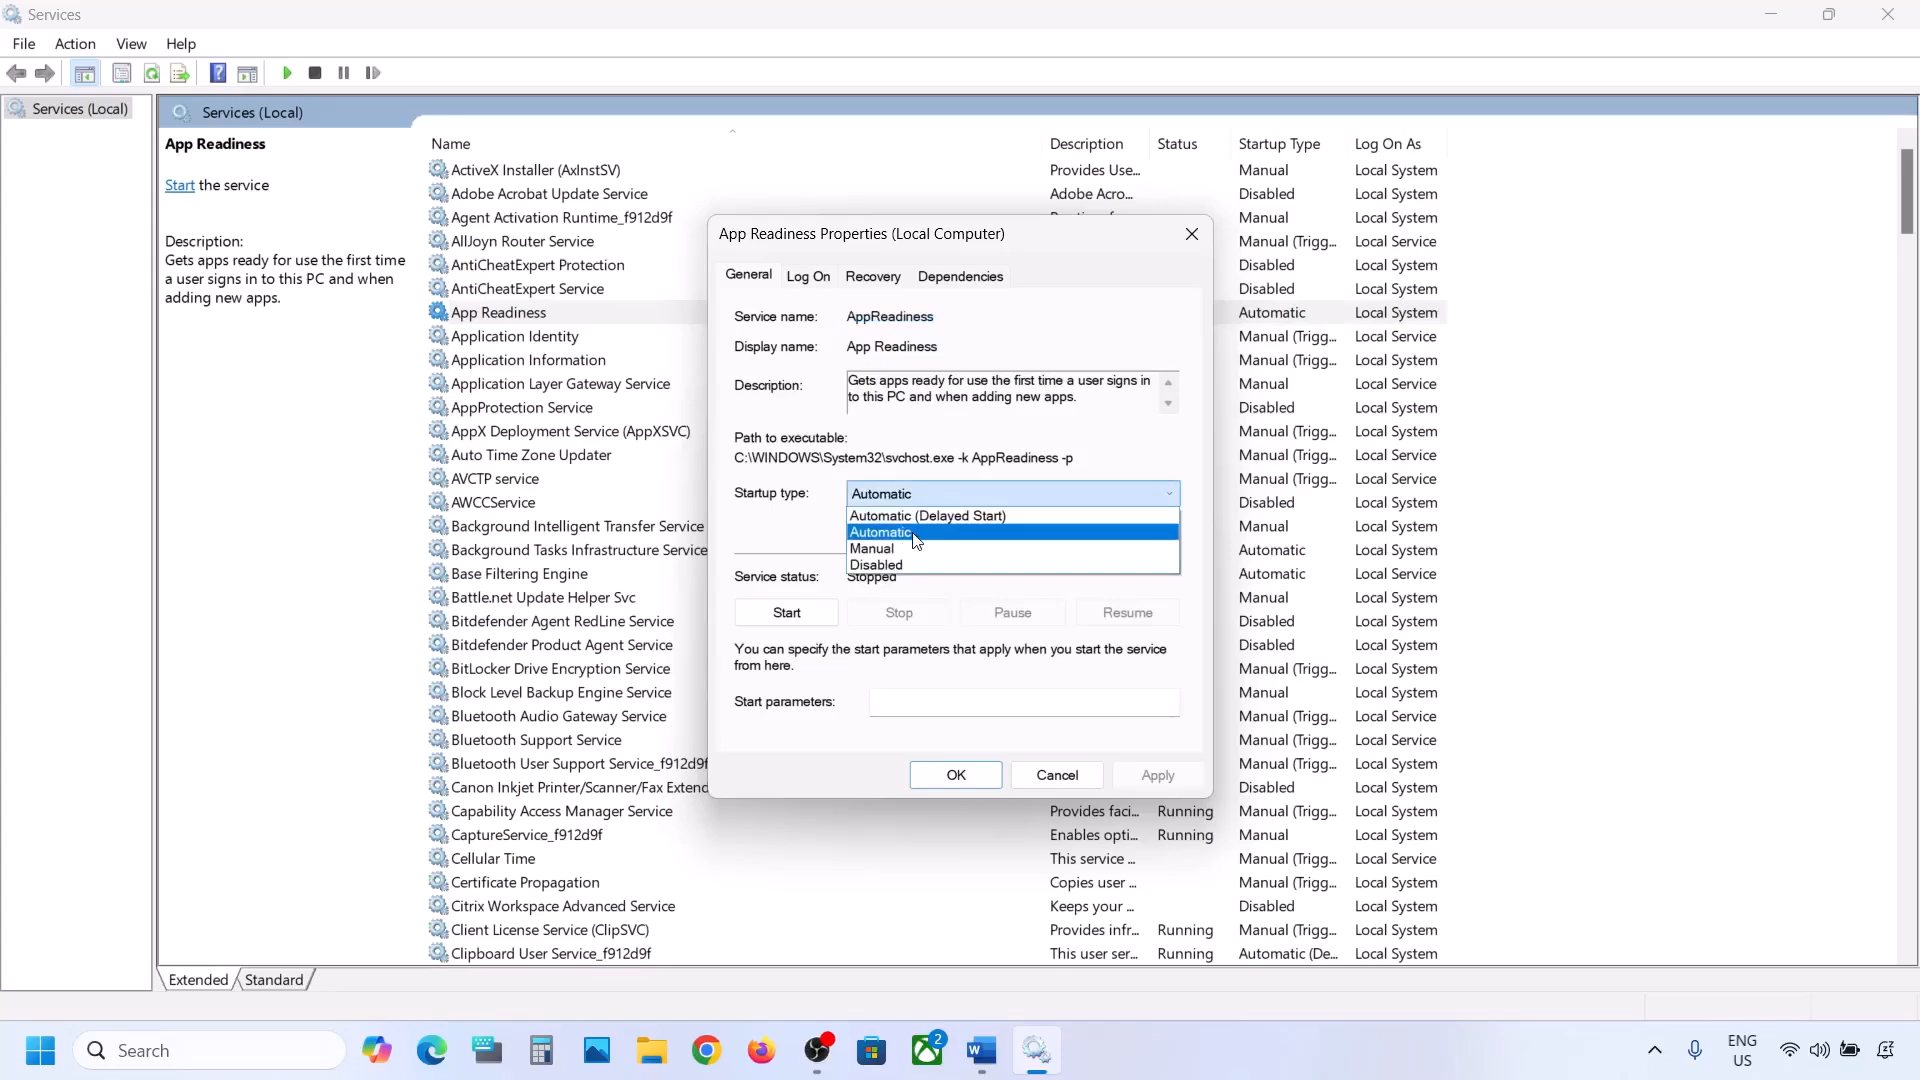 Services
File Action View Help
Services (Local)
Services (Local)
App Readiness
Start the service
Description:
Gets apps ready for use the first time
a user signs in to this PC and when
adding new apps.
Name Description Status Startup Type Log On As
ActiveX Installer (AxInstSV) Provides Use... Manual Local System
Adobe Acrobat Update Service Adobe Acro... Disabled Local System
Agent Activation Runtime_f912d9f Manual Local System
AllJoyn Router Service Manual (Trigg... Local Service
AntiCheatExpert Protection Disabled Local System
AntiCheatExpert Service Disabled Local System
App Readiness Automatic Local System
Application Identity Manual (Trigg... Local Service
Application Information Manual (Trigg... Local System
Application Layer Gateway Service Manual Local Service
AppProtection Service Disabled Local System
AppX Deployment Service (AppXSVC) Manual (Trigg... Local System
Auto Time Zone Updater Manual (Trigg... Local Service
AVCTP service Manual (Trigg... Local Service
AWCCService Disabled Local System
Background Intelligent Transfer Service Manual Local System
Background Tasks Infrastructure Service Automatic Local System
Base Filtering Engine Automatic Local Service
Battle.net Update Helper Svc Manual Local System
Bitdefender Agent RedLine Service Disabled Local System
Bitdefender Product Agent Service Disabled Local System
BitLocker Drive Encryption Service Manual (Trigg... Local System
Block Level Backup Engine Service Manual Local System
Bluetooth Audio Gateway Service Manual (Trigg... Local Service
Bluetooth Support Service Manual (Trigg... Local Service
Bluetooth User Support Service_f912d9f Manual (Trigg... Local System
Canon Inkjet Printer/Scanner/Fax Extend Disabled Local System
Capability Access Manager Service Provides faci... Running Manual (Trigg... Local System
CaptureService_f912d9f Enables opti... Running Manual Local System
Cellular Time This service ... Manual (Trigg... Local Service
Certificate Propagation Copies user ... Manual (Trigg... Local System
Citrix Workspace Advanced Service Keeps your ... Disabled Local System
Client License Service (ClipSVC) Provides infr... Running Manual (Trigg... Local System
Clipboard User Service_f912d9f This user ser... Running Automatic (De... Local System
App Readiness Properties (Local Computer)
General Log On Recovery Dependencies
Service name: AppReadiness
Display name: App Readiness
Description: Gets apps ready for use the first time a user signs in
to this PC and when adding new apps.
Path to executable:
C:\WINDOWS\System32\svchost.exe -k AppReadiness -p
Startup type: Automatic
Automatic (Delayed Start)
Automatic
Manual
Disabled
Service status: Stopped
Start Stop Pause Resume
You can specify the start parameters that apply when you start the service
from here.
Start parameters:
OK Cancel Apply
Extended Standard
Search
2
ENG
US